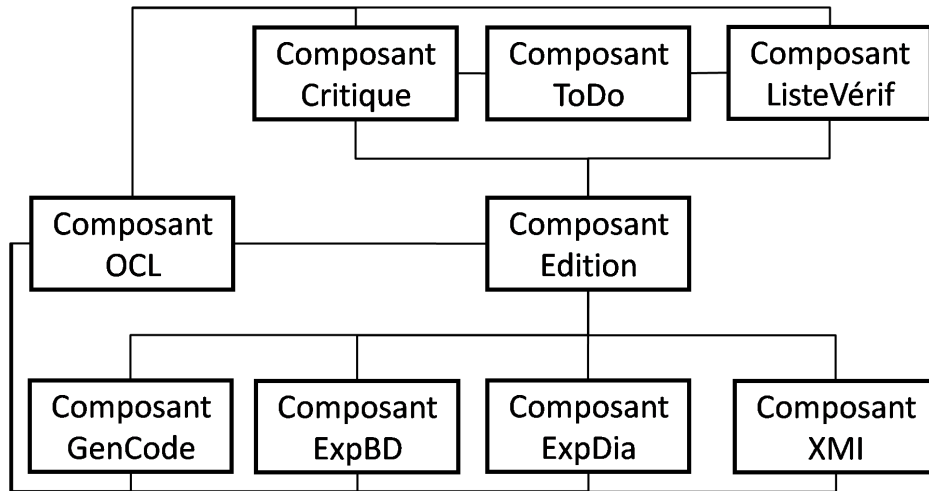 Composant
Critique
Composant
ToDo
Composant
ListeVérif
Composant
OCL
Composant
Edition
Composant
GenCode
Composant
ExpBD
Composant
ExpDia
Composant
XMI